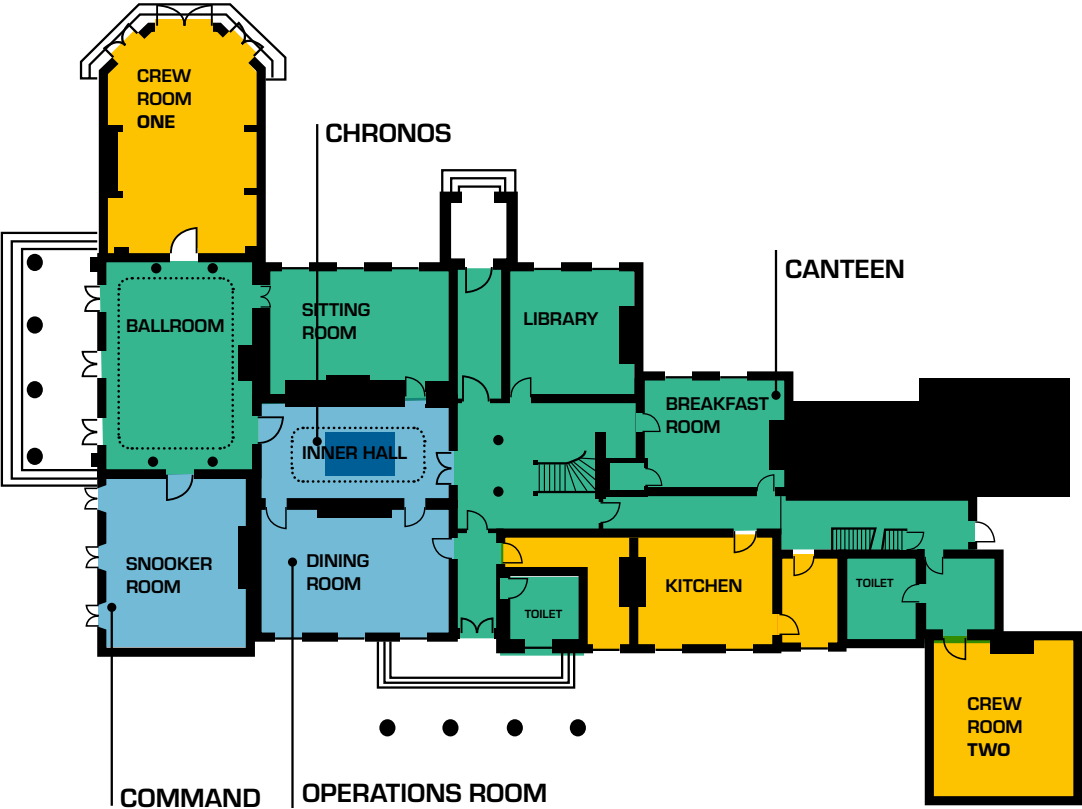 CREW
ROOM
ONE
CHRONOS
CANTEEN
BALLROOM
SITTING
ROOM
LIBRARY
BREAKFAST
ROOM
INNER HALL
SNOOKER
ROOM
DINING
ROOM
KITCHEN
TOILET
TOILET
CREW
ROOM
TWO
COMMAND
OPERATIONS ROOM